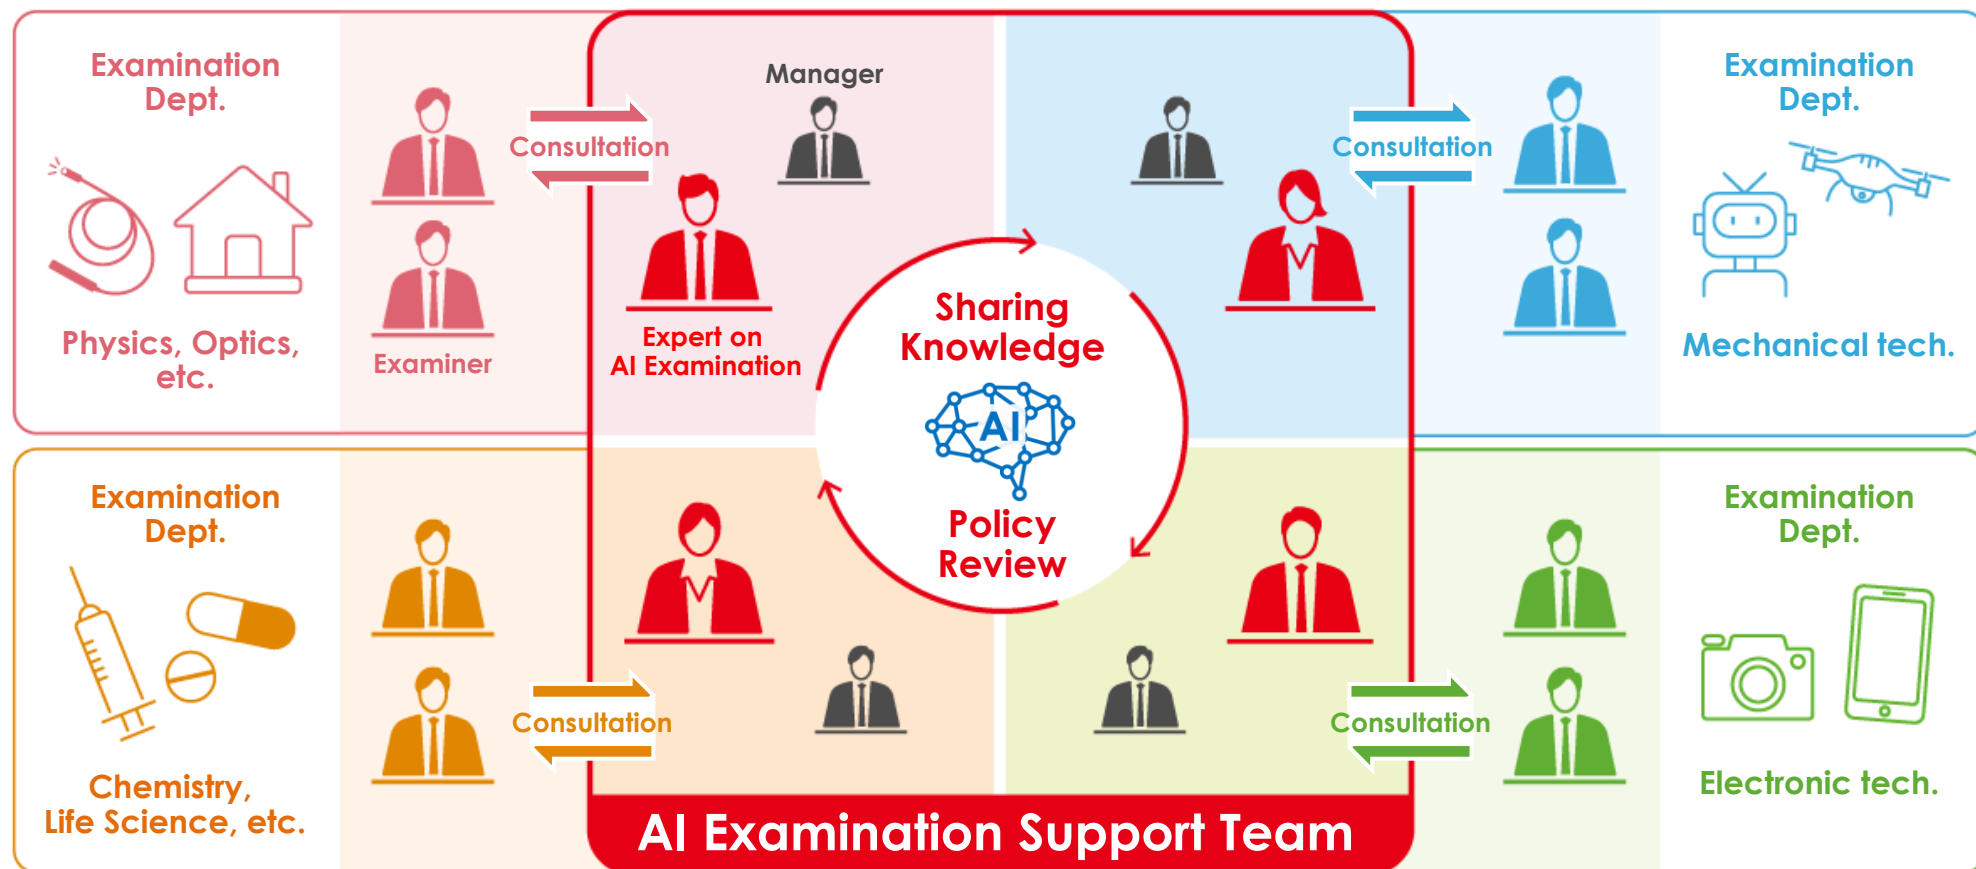 Examination
Dept.
Physics, Optics,
etc.
Examiner
Consultation
Manager
Expert on
AI Examination
Consultation
Examination
Dept.
Mechanical tech.
Sharing
Knowledge
AI
Policy
Review
Examination
Dept.
Chemistry,
Life Science, etc.
Consultation
Consultation
Examination
Dept.
Electronic tech.
AI Examination Support Team